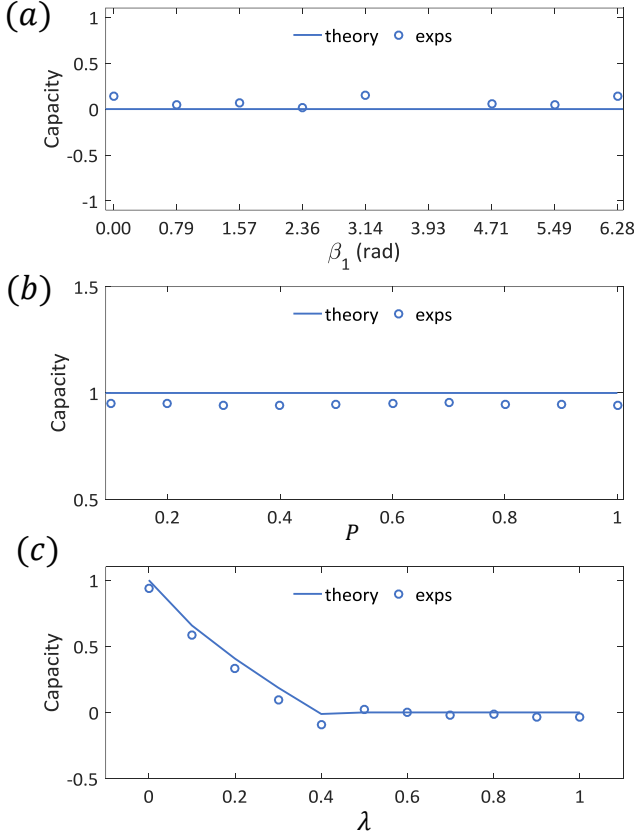 (a)
1
0.5
0
-0.5
-1
Capacity
theory exps
0.00 0.79 1.57 2.36 3.14 3.93 4.71 5.49 6.28
β1 (rad)
(b)
1.5
1
0.5
Capacity
theory exps
0.2 0.4 0.6 0.8 1
P
(c)
1
0.5
0
-0.5
Capacity
theory exps
0 0.2 0.4 0.6 0.8 1
λ